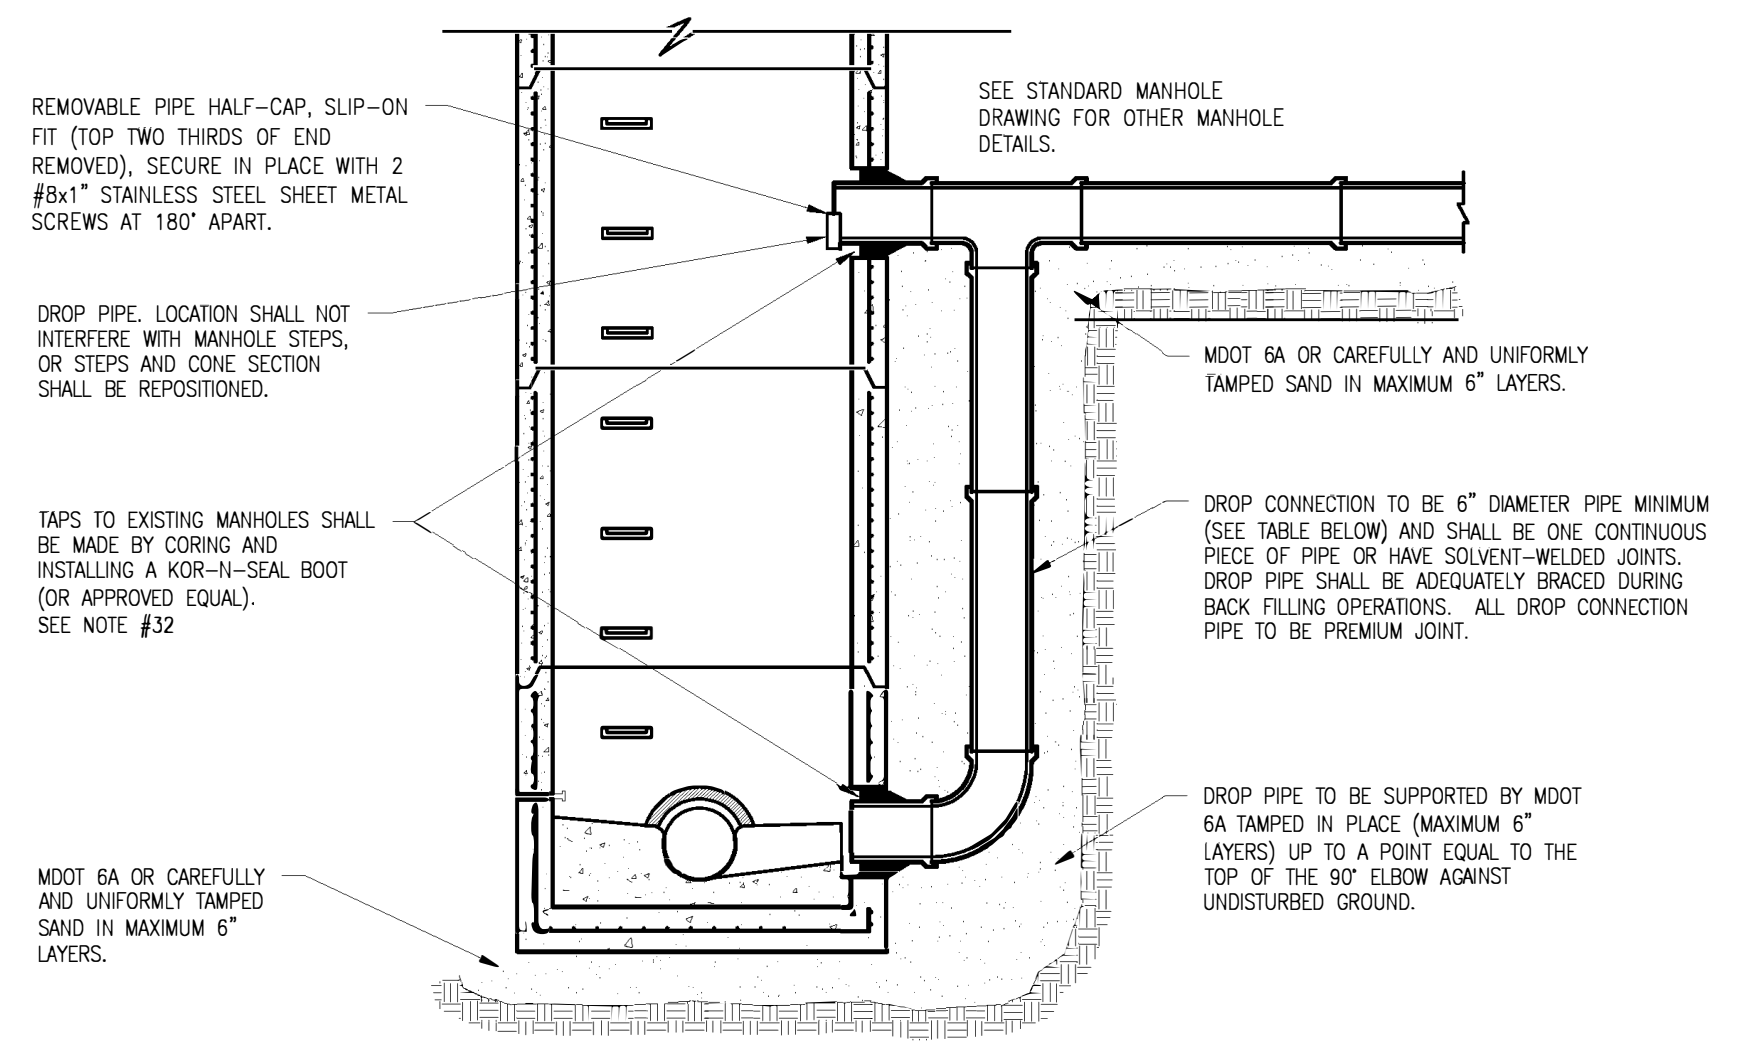 REMOVABLE PIPE HALF-CAP, SLIP-ON
FIT (TOP TWO THIRDS OF END
REMOVED), SECURE IN PLACE WITH 2
#8x1" STAINLESS STEEL SHEET METAL
SCREWS AT 180° APART.
DROP PIPE. LOCATION SHALL NOT
INTERFERE WITH MANHOLE STEPS,
OR STEPS AND CONE SECTION
SHALL BE REPOSITIONED.
TAPS TO EXISTING MANHOLES SHALL
BE MADE BY CORING AND
INSTALLING A KOR-N-SEAL BOOT
(OR APPROVED EQUAL).
SEE NOTE #32
MDOT 6A OR CAREFULLY
AND UNIFORMLY TAMPED
SAND IN MAXIMUM 6"
LAYERS.
SEE STANDARD MANHOLE
DRAWING FOR OTHER MANHOLE
DETAILS.
MDOT 6A OR CAREFULLY AND UNIFORMLY
TAMPED SAND IN MAXIMUM 6" LAYERS.
DROP CONNECTION TO BE 6" DIAMETER PIPE MINIMUM
(SEE TABLE BELOW) AND SHALL BE ONE CONTINUOUS
PIECE OF PIPE OR HAVE SOLVENT-WELDED JOINTS.
DROP PIPE SHALL BE ADEQUATELY BRACED DURING
BACK FILLING OPERATIONS. ALL DROP CONNECTION
PIPE TO BE PREMIUM JOINT.
DROP PIPE TO BE SUPPORTED BY MDOT
6A TAMPED IN PLACE (MAXIMUM 6"
LAYERS) UP TO A POINT EQUAL TO THE
TOP OF THE 90° ELBOW AGAINST
UNDISTURBED GROUND.